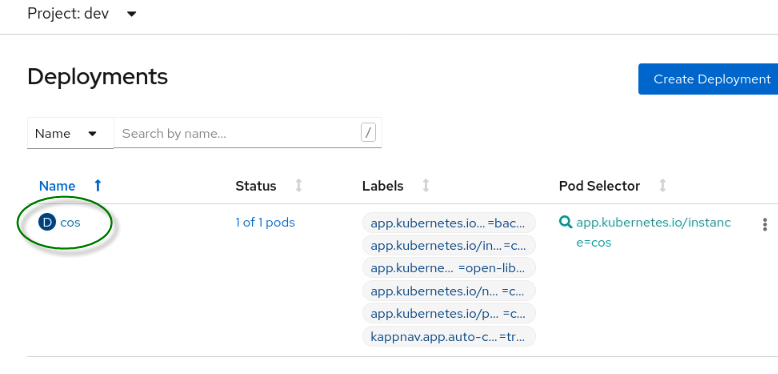 Project: dev
Deployments
Create Deployment
Name
Search by name...
/
Name Status Labels Pod Selector
D cos
1 of 1 pods
app.kubernetes.io... =bac...
app.kubernetes.io/in... =c...
app.kuberne... =open-lib...
app.kubernetes.io/n... =c...
app.kubernetes.io/p... =c...
kappnav.app.auto-c... =tr...
app.kubernetes.io/instanc
e=cos